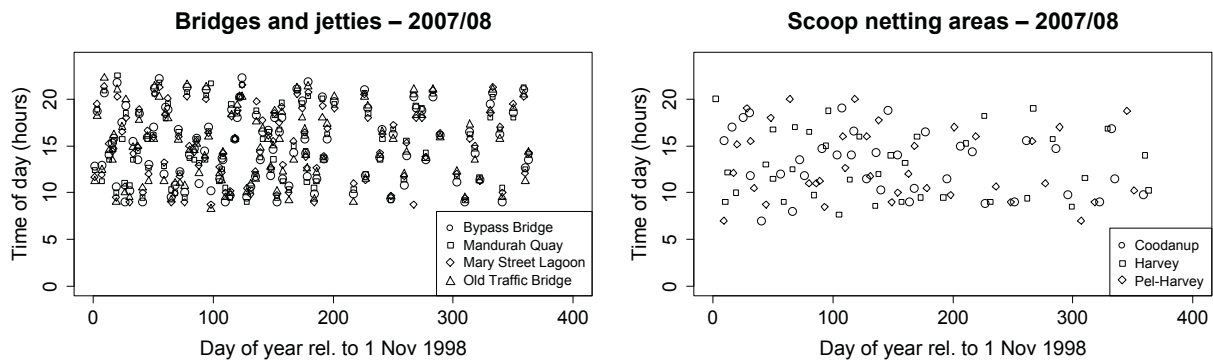 Bridges and jetties – 2007/08
Time of day (hours)
20
15
10
5
0
Bypass Bridge
Mandurah Quay
Mary Street Lagoon
Old Traffic Bridge
0 100 200 300 400
Day of year rel. to 1 Nov 1998
Scoop netting areas – 2007/08
Time of day (hours)
20
15
10
5
0
Coodanup
Harvey
Pel-Harvey
0 100 200 300 400
Day of year rel. to 1 Nov 1998